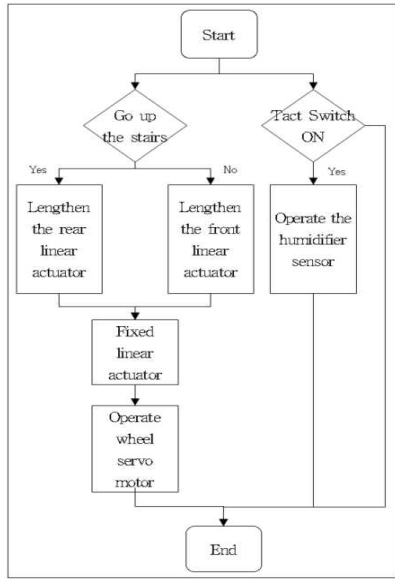 Start
Go up
the stairs
Tact Switch
ON
Yes
No
Yes
Lengthen
the rear
linear
actuator
Lengthen
the front
linear
actuator
Operate the
humidifier
sensor
Fixed
linear
actuator
Operate
wheel
servo
motor
End